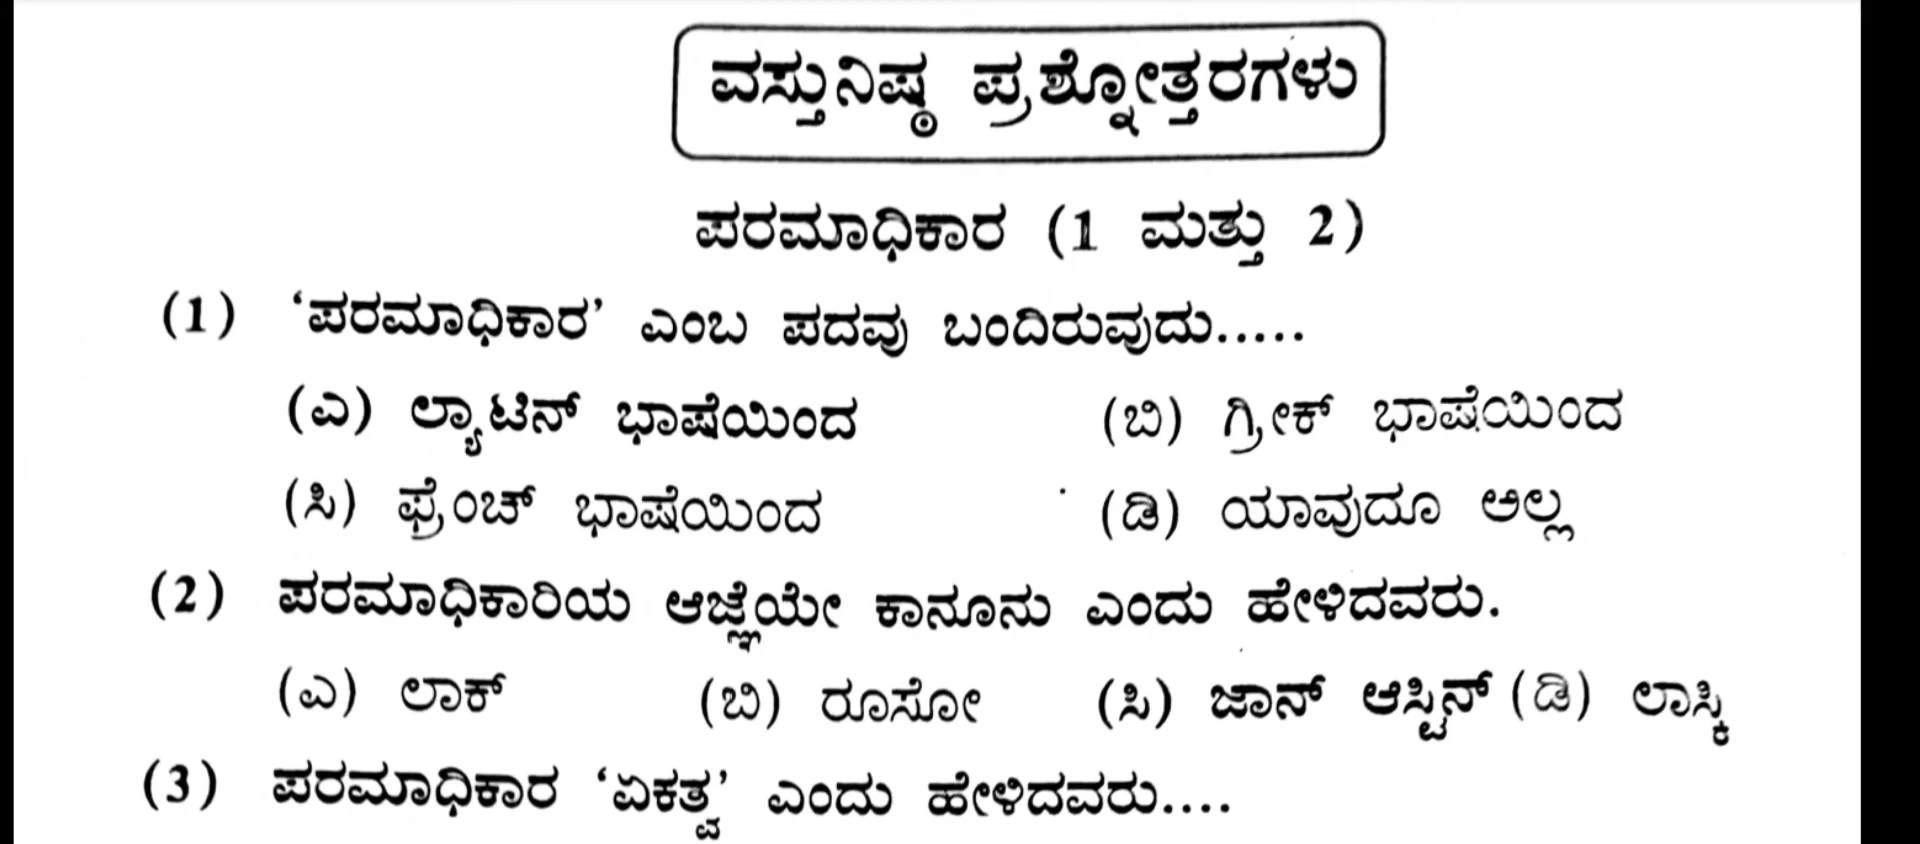 ವಸ್ತುನಿಷ್ಠ ಪ್ರಶ್ನೋತ್ತರಗಳು
ಪರಮಾಧಿಕಾರ (1 ಮತ್ತು 2)
(1) ‘ಪರಮಾಧಿಕಾರ’ ಎಂಬ ಪದವು ಬಂದಿರುವುದು.....
(ಎ) ಲ್ಯಾಟಿನ್ ಭಾಷೆಯಿಂದ (ಬಿ) ಗ್ರೀಕ್ ಭಾಷೆಯಿಂದ
(ಸಿ) ಫ್ರೆಂಚ್ ಭಾಷೆಯಿಂದ (ಡಿ) ಯಾವುದೂ ಅಲ್ಲ
(2) ಪರಮಾಧಿಕಾರಿಯ ಆಜ್ಞೆಯೇ ಕಾನೂನು ಎಂದು ಹೇಳಿದವರು.
(ಎ) ಲಾಕ್ (ಬಿ) ರೂಸೋ (ಸಿ) ಜಾನ್ ಆಸ್ಟಿನ್ (ಡಿ) ಲಾಸ್ಕಿ
(3) ಪರಮಾಧಿಕಾರ ‘ಏಕತ್ವ’ ಎಂದು ಹೇಳಿದವರು....